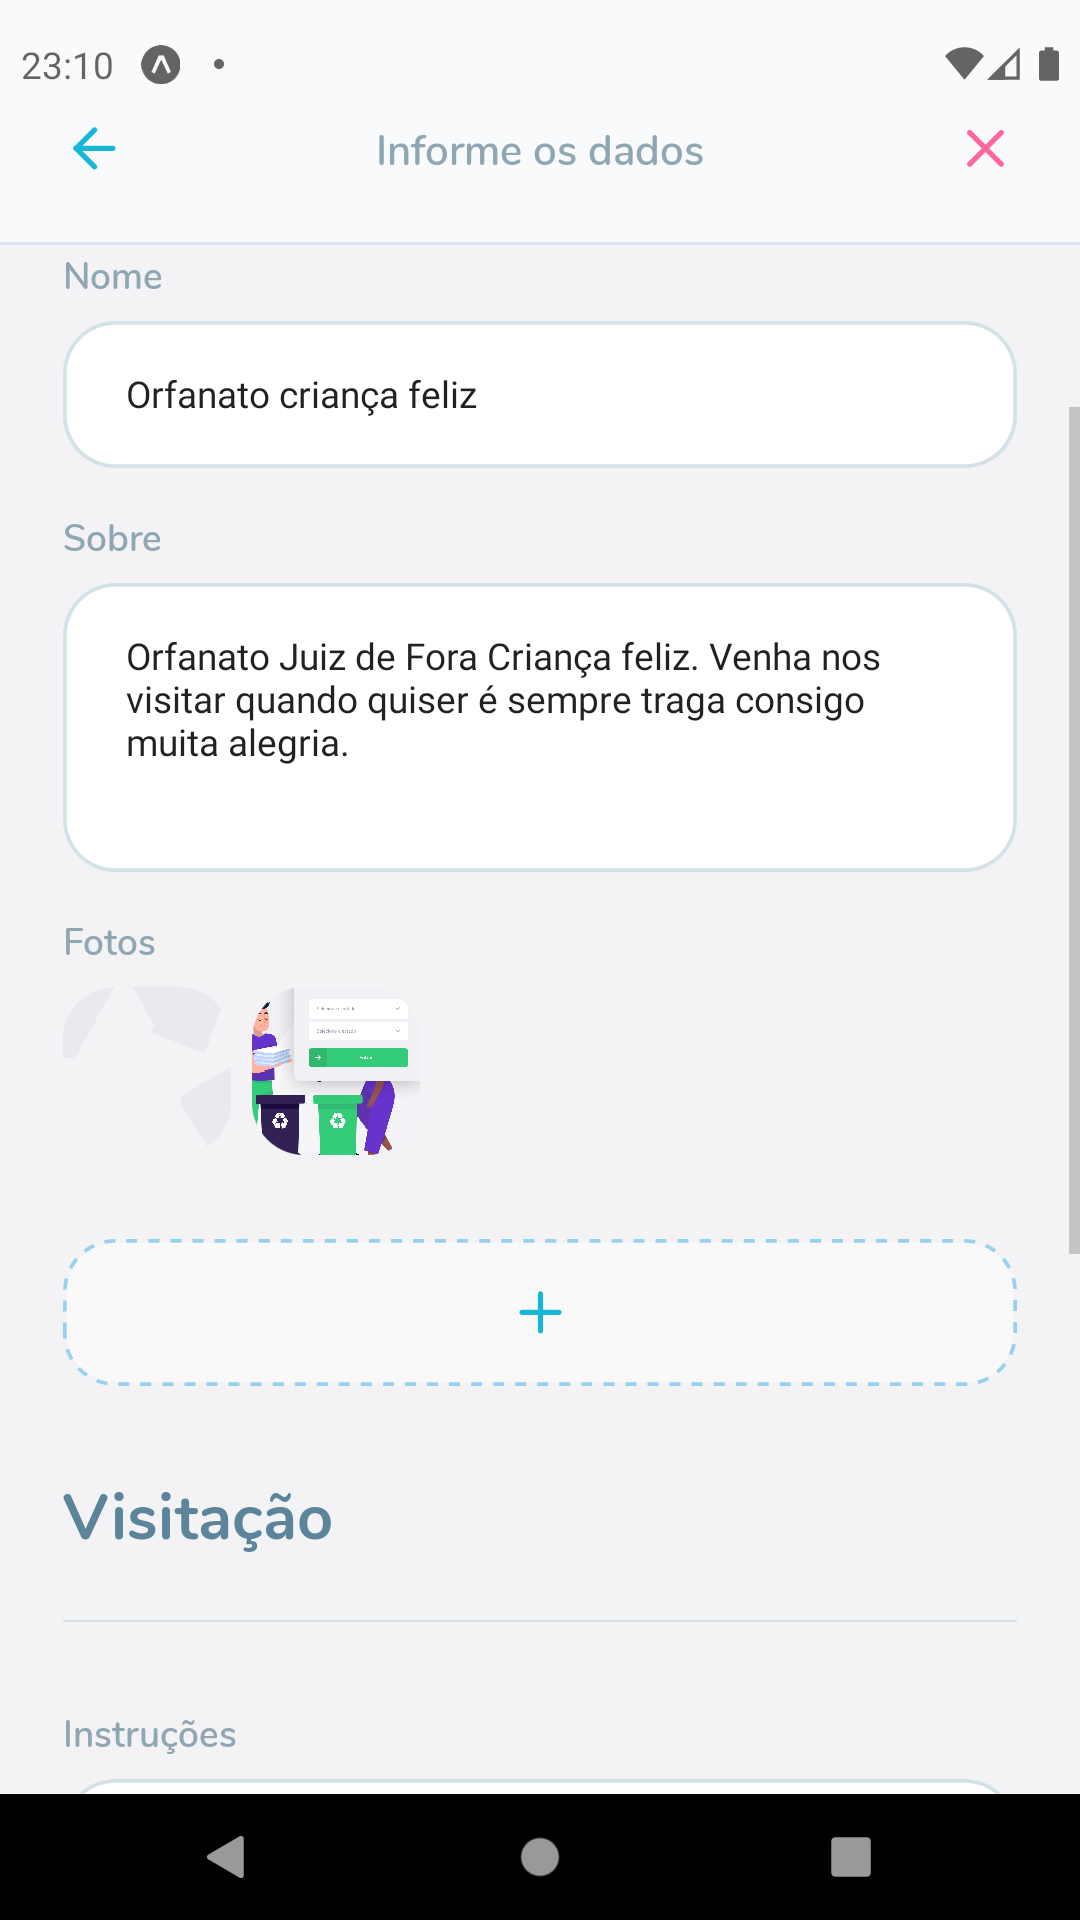 23:10
Informe os dados
Nome
Orfanato criança feliz
Sobre
Orfanato Juiz de Fora Criança feliz. Venha nos
visitar quando quiser é sempre traga consigo
muita alegria.
Fotos
Visitação
Instruções